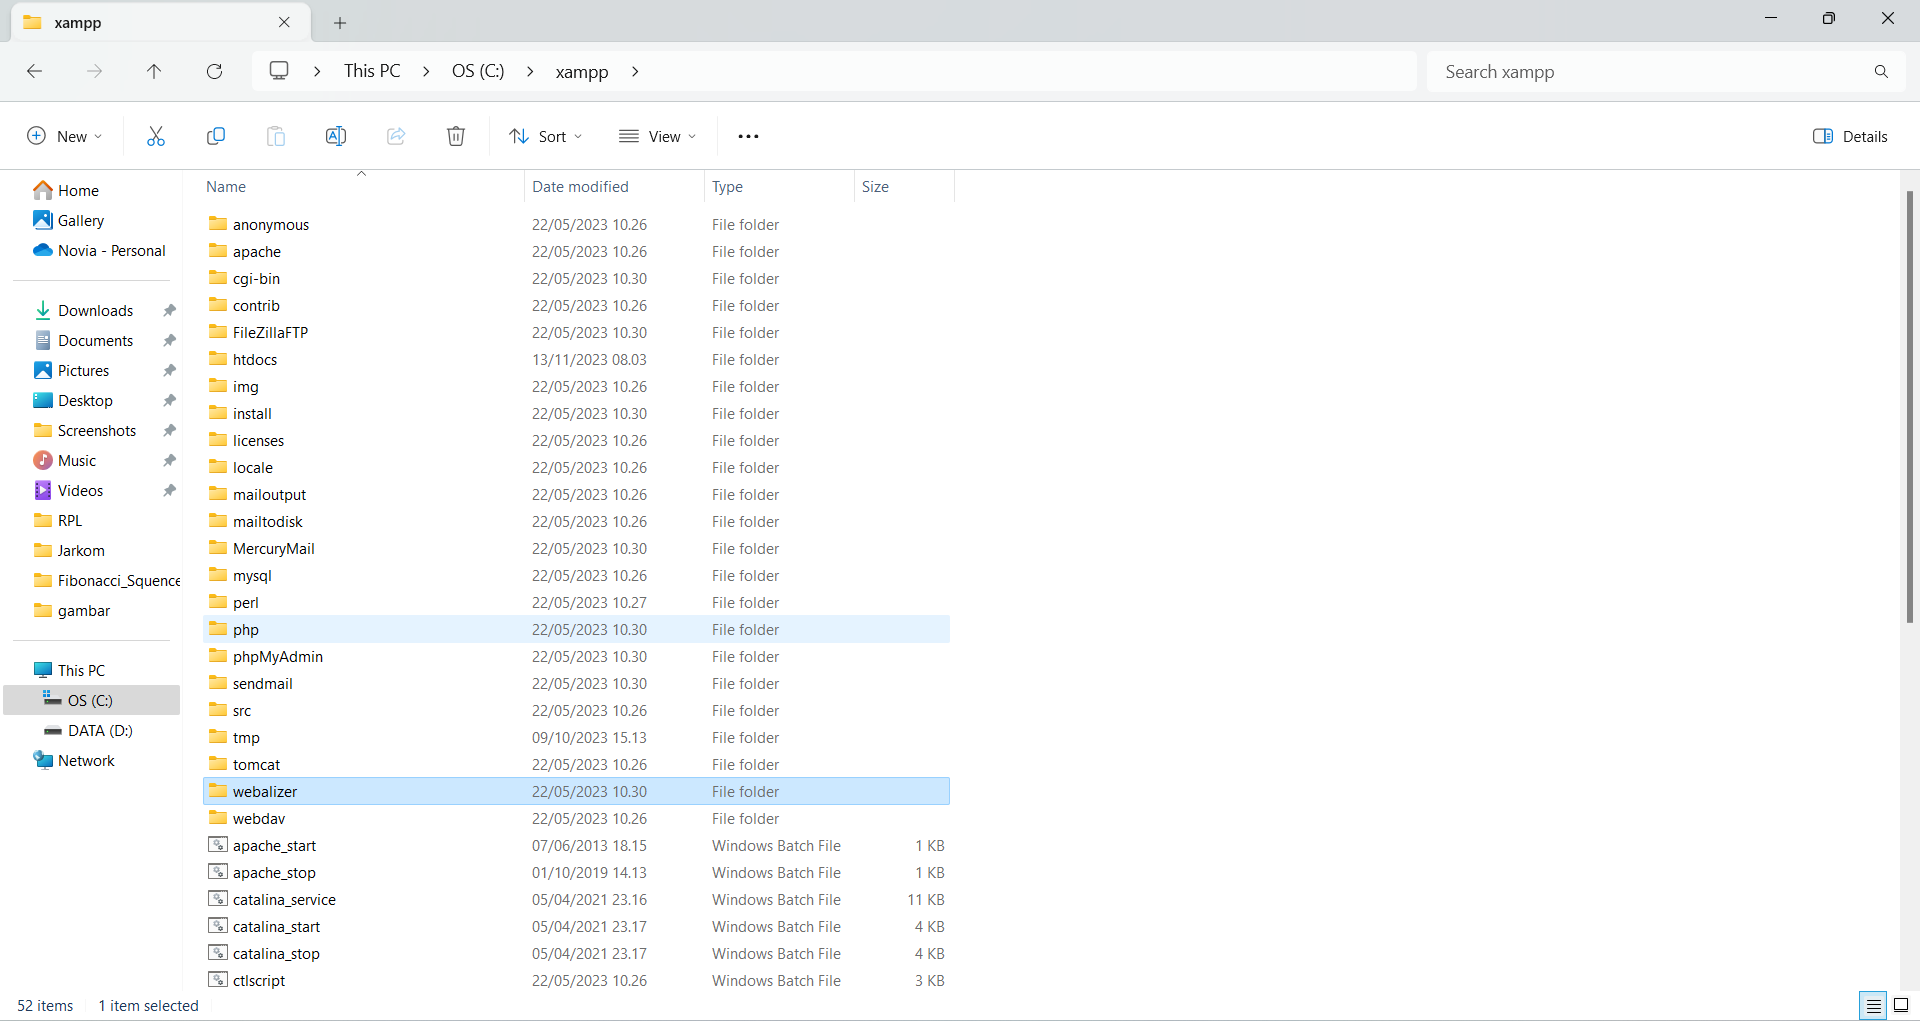 xampp
This PC > OS (C:) > xampp >
Search xampp
New
Sort
View
Details
Name Date modified Type Size
Home
Gallery
Novia - Personal
Downloads
Documents
Pictures
Desktop
Screenshots
Music
Videos
RPL
Jarkom
Fibonacci_Squence
gambar
This PC
OS (C:)
DATA (D:)
Network
anonymous 22/05/2023 10.26 File folder
apache 22/05/2023 10.26 File folder
cgi-bin 22/05/2023 10.30 File folder
contrib 22/05/2023 10.26 File folder
FileZillaFTP 22/05/2023 10.30 File folder
htdocs 13/11/2023 08.03 File folder
img 22/05/2023 10.26 File folder
install 22/05/2023 10.30 File folder
licenses 22/05/2023 10.26 File folder
locale 22/05/2023 10.26 File folder
mailoutput 22/05/2023 10.26 File folder
mailtodisk 22/05/2023 10.26 File folder
MercuryMail 22/05/2023 10.30 File folder
mysql 22/05/2023 10.26 File folder
perl 22/05/2023 10.27 File folder
php 22/05/2023 10.30 File folder
phpMyAdmin 22/05/2023 10.30 File folder
sendmail 22/05/2023 10.30 File folder
src 22/05/2023 10.26 File folder
tmp 09/10/2023 15.13 File folder
tomcat 22/05/2023 10.26 File folder
webalizer 22/05/2023 10.30 File folder
webdav 22/05/2023 10.26 File folder
apache_start 07/06/2013 18.15 Windows Batch File 1 KB
apache_stop 01/10/2019 14.13 Windows Batch File 1 KB
catalina_service 05/04/2021 23.16 Windows Batch File 11 KB
catalina_start 05/04/2021 23.17 Windows Batch File 4 KB
catalina_stop 05/04/2021 23.17 Windows Batch File 4 KB
ctlscript 22/05/2023 10.26 Windows Batch File 3 KB
52 items 1 item selected